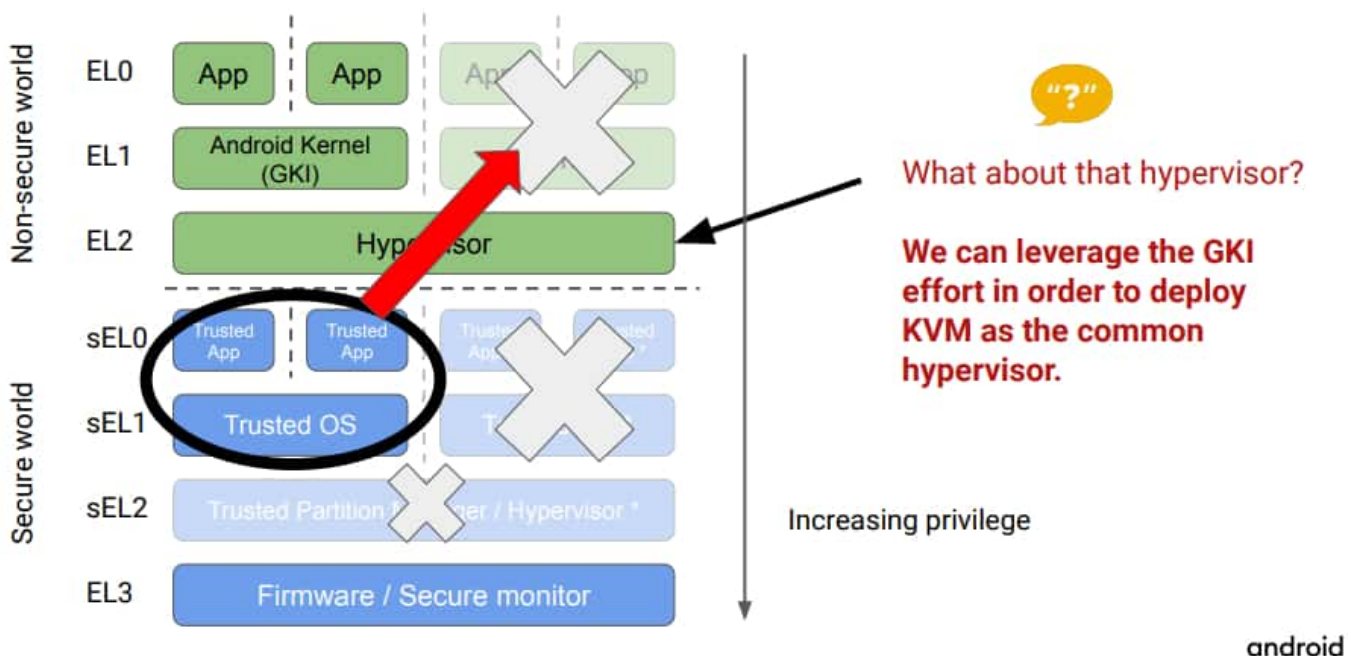 Non-secure world
EL0
App
App
App
EL1
Android Kernel
(GKI)
EL2
Hypervisor
Secure world
sEL0
Trusted
App
Trusted
App
Trusted
sEL1
Trusted OS
sEL2
Trusted Partition / Hypervisor *
EL3
Firmware / Secure monitor
Increasing privilege
"?"
What about that hypervisor?
We can leverage the GKI
effort in order to deploy
KVM as the common
hypervisor.
android